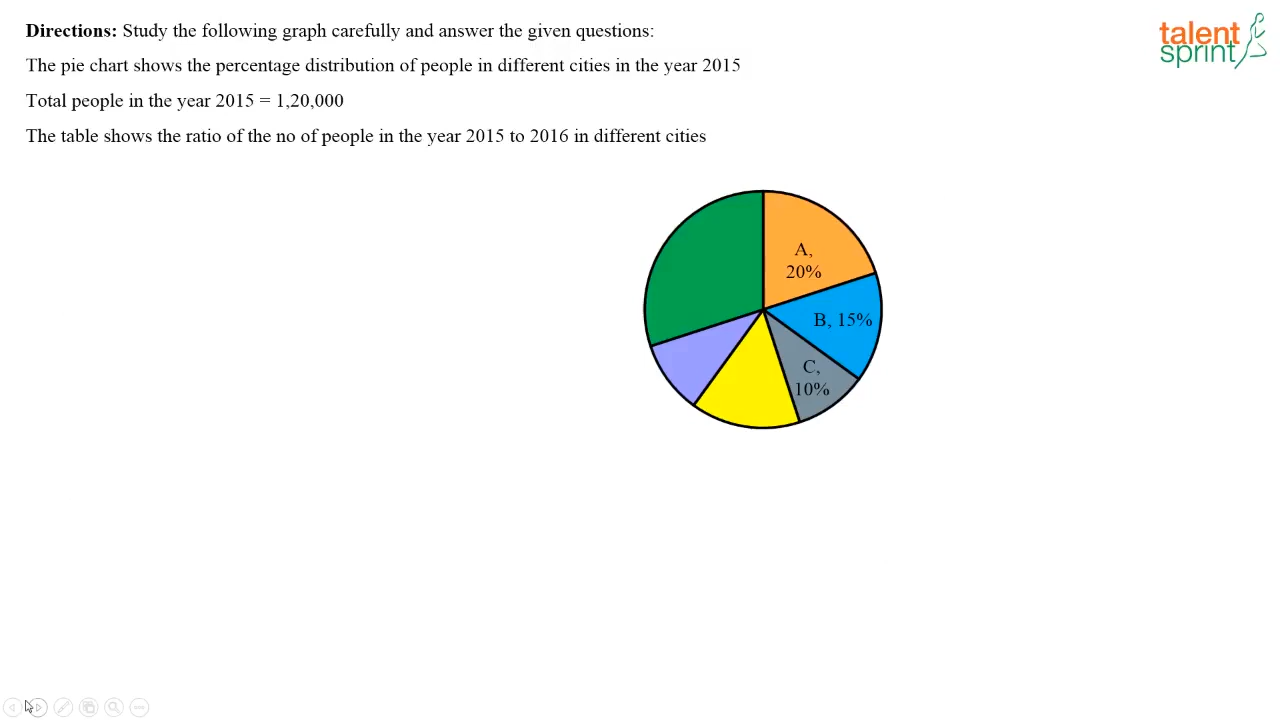 Directions: Study the following graph carefully and answer the given questions:
The pie chart shows the percentage distribution of people in different cities in the year 2015
Total people in the year 2015 = 1,20,000
The table shows the ratio of the no of people in the year 2015 to 2016 in different cities
talent
sprint
A,
20%
B, 15%
C,
10%